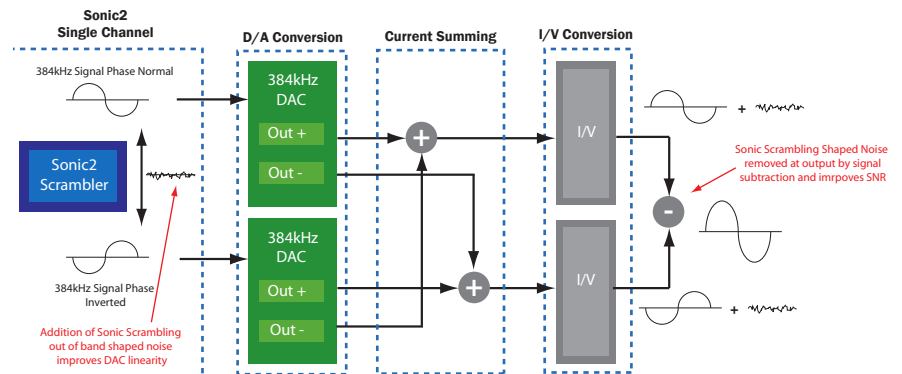 Sonic2
Single Channel
D/A Conversion
Current Summing
I/V Conversion
384kHz Signal Phase Normal
384kHz
DAC
Out +
Out -
+
I/V
+
Sonic Scrambling Shaped Noise
removed at output by signal
subtraction and imrpoves SNR
Sonic2
Scrambler
-
384kHz
DAC
Out +
Out -
+
I/V
+
384kHz Signal Phase
Inverted
Addition of Sonic Scrambling
out of band shaped noise
improves DAC linearity